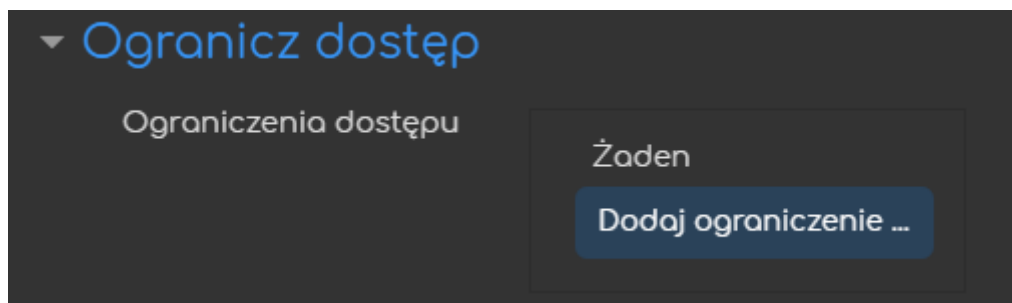 Ogranicz dostęp
Ograniczenia dostępu
Żaden
Dodaj ograniczenie ...